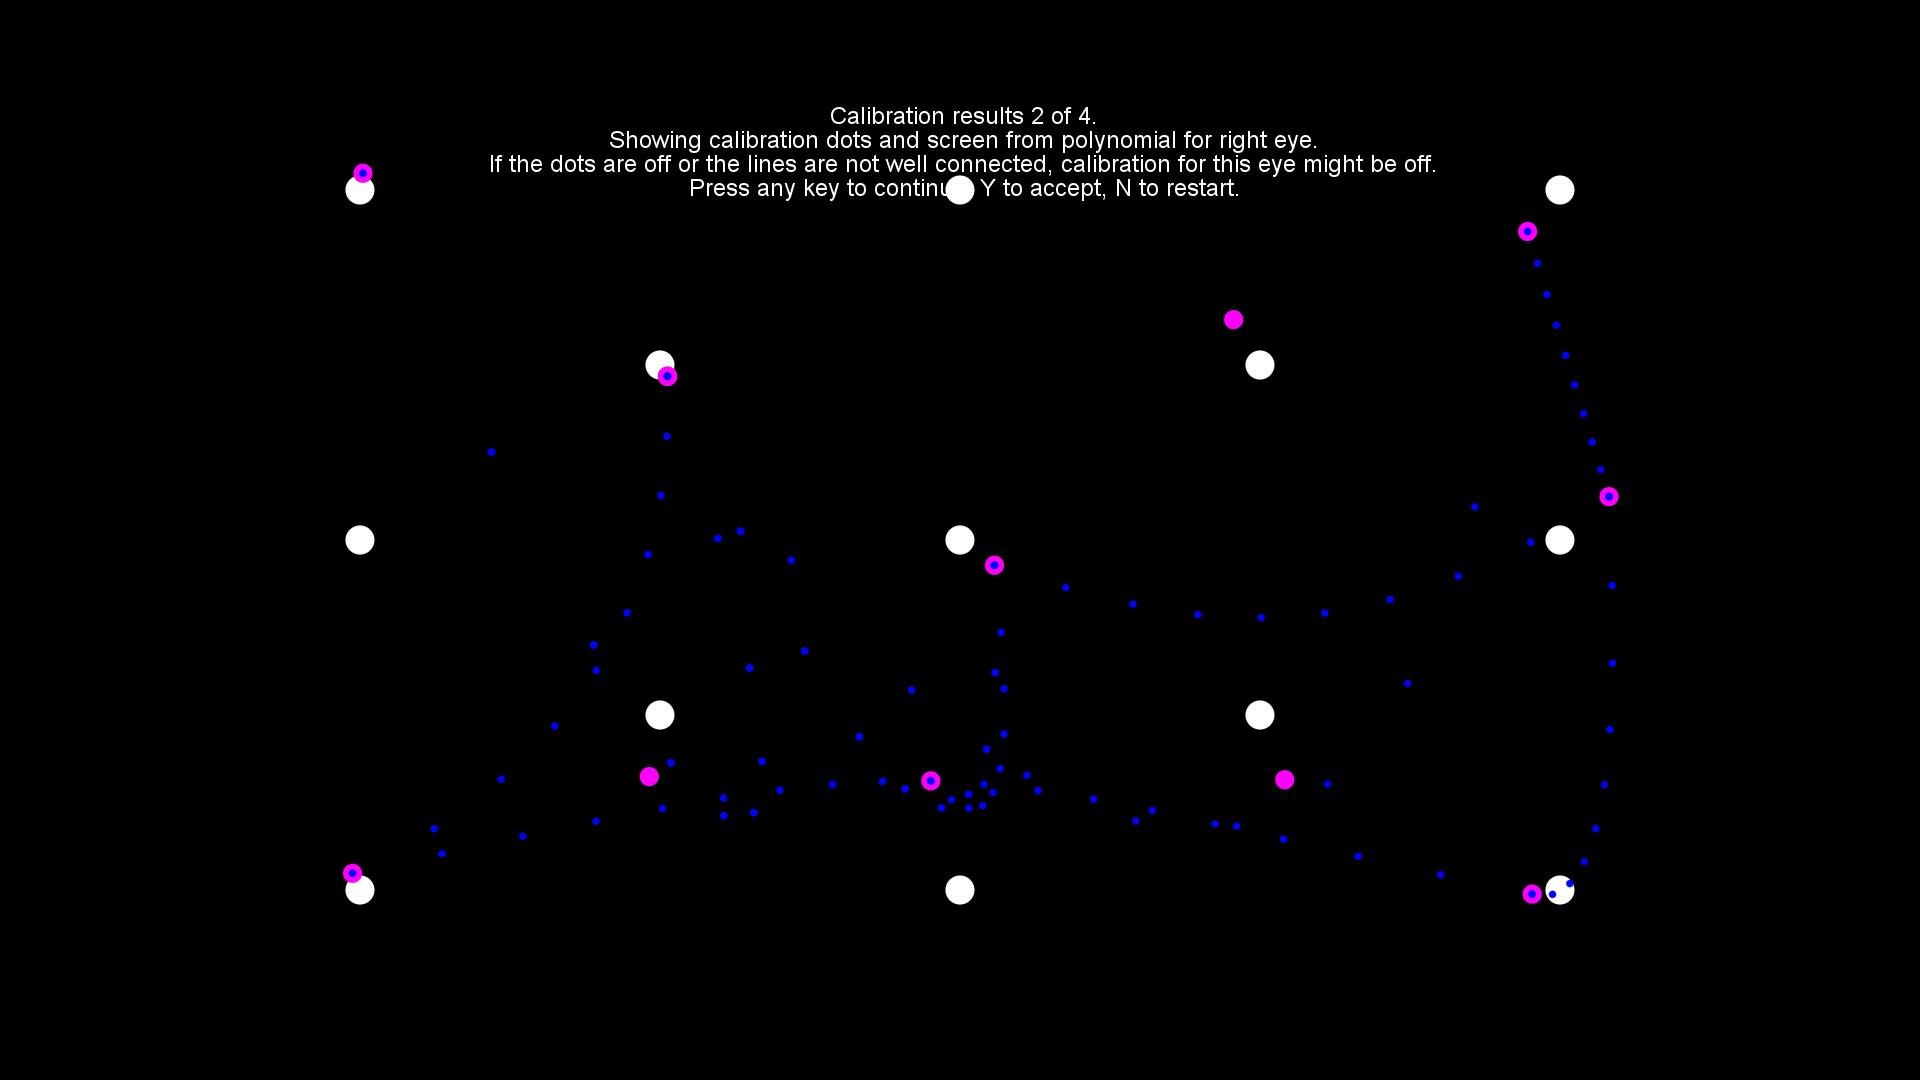 Calibration results 2 of 4.
Showing calibration dots and screen from polynomial for right eye.
If the dots are off or the lines are not well connected, calibration for this eye might be off.
Press any key to continu Y to accept, N to restart.